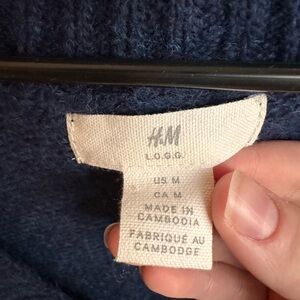 H&M
L.O.G.G.
US M
CA M
MADE IN
CAMBODIA
FABRIQUÉ AU
CAMBODGE